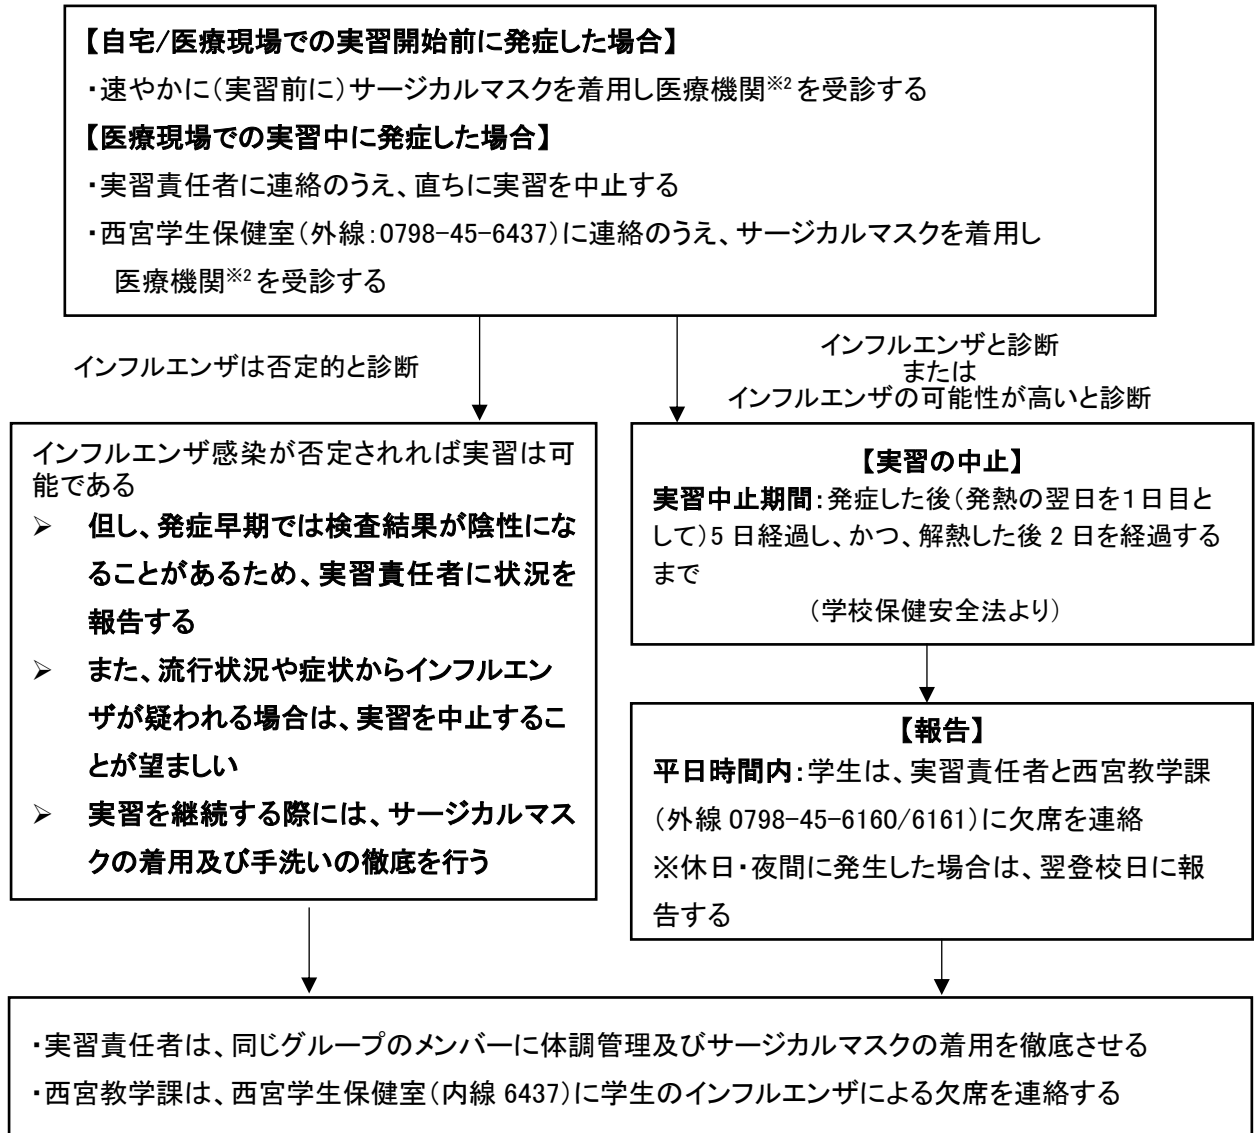 【自宅/医療現場での実習開始前に発症した場合】
・速やかに（実習前に）サージカルマスクを着用し医療機関※2を受診する
【医療現場での実習中に発症した場合】
・実習責任者に連絡のうえ、直ちに実習を中止する
・西宮学生保健室（外線：0798-45-6437）に連絡のうえ、サージカルマスクを着用し
医療機関※2を受診する
インフルエンザは否定的と診断
インフルエンザと診断
または
インフルエンザの可能性が高いと診断
インフルエンザ感染が否定されれば実習は可
能である
➢ 但し、発症早期では検査結果が陰性にな
ることがあるため、実習責任者に状況を
報告する
➢ また、流行状況や症状からインフルエン
ザが疑われる場合は、実習を中止するこ
とが望ましい
➢ 実習を継続する際には、サージカルマス
クの着用及び手洗いの徹底を行う
【実習の中止】
実習中止期間：発症した後（発熱の翌日を１日目と
して）5 日経過し、かつ、解熱した後 2 日を経過する
まで
（学校保健安全法より）
【報告】
平日時間内：学生は、実習責任者と西宮教学課
（外線 0798-45-6160/6161）に欠席を連絡
※休日・夜間に発生した場合は、翌登校日に報
告する
・実習責任者は、同じグループのメンバーに体調管理及びサージカルマスクの着用を徹底させる
・西宮教学課は、西宮学生保健室（内線 6437）に学生のインフルエンザによる欠席を連絡する